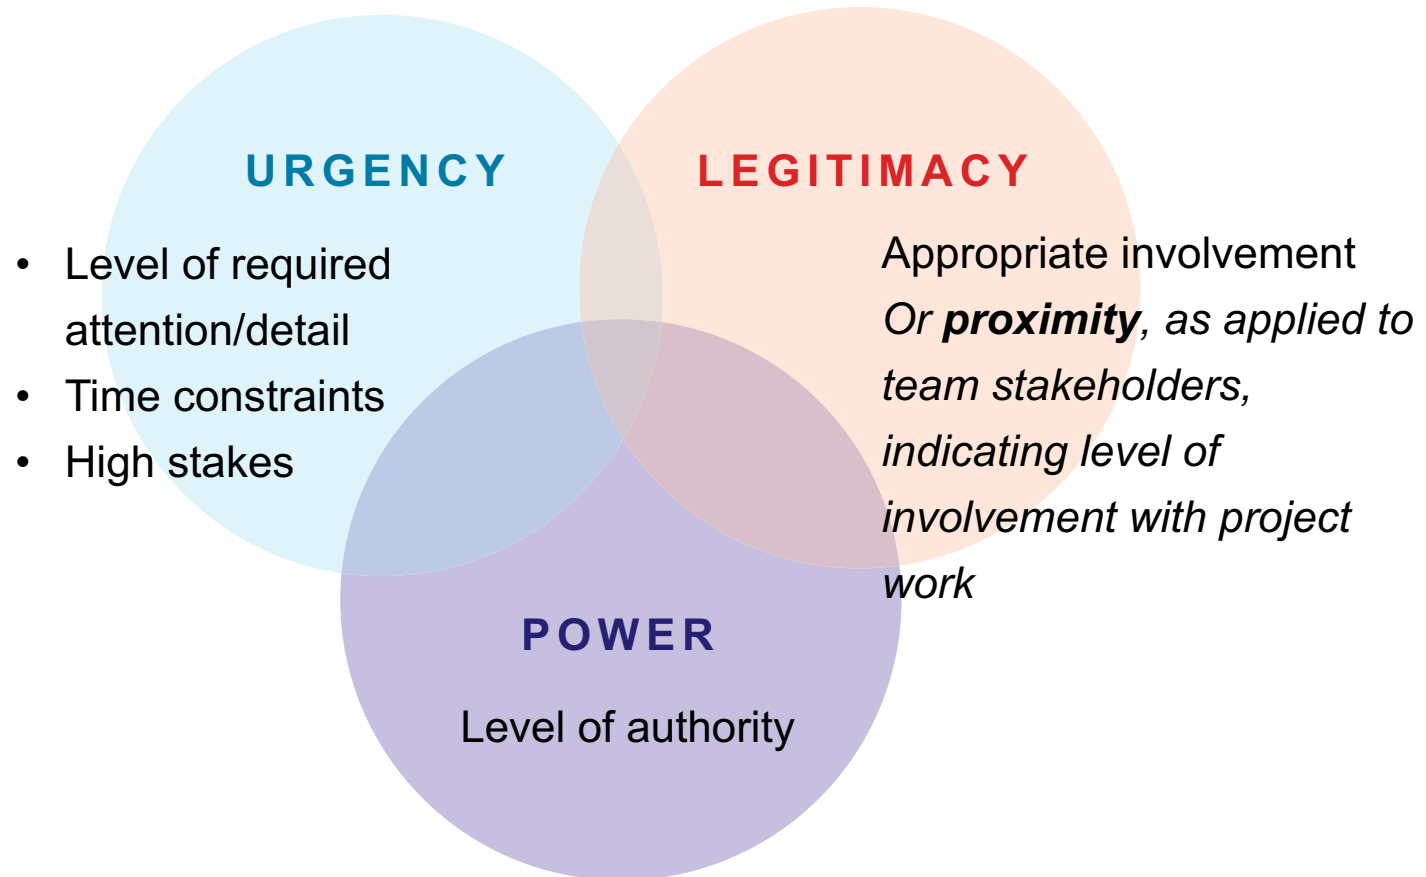 URGENCY
• Level of required
attention/detail
• Time constraints
• High stakes
LEGITIMACY
Appropriate involvement
Or proximity, as applied to
team stakeholders,
indicating level of
involvement with project
work
POWER
Level of authority